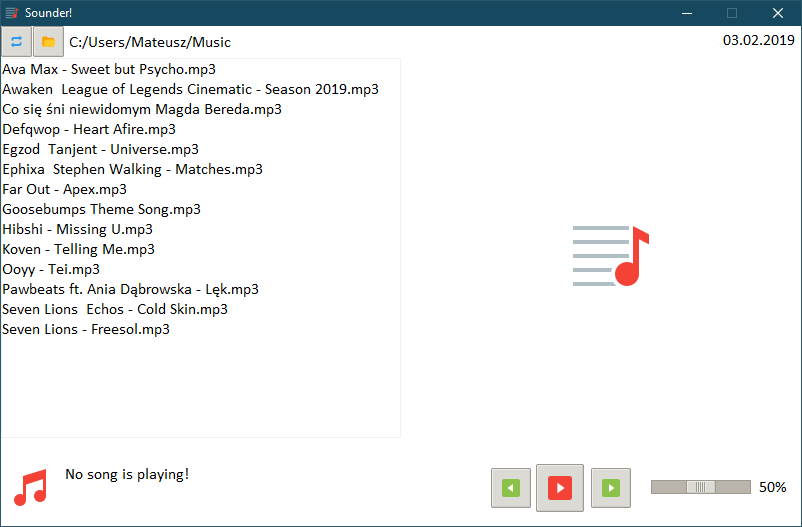 Sounder!
C:/Users/Mateusz/Music
03.02.2019
Ava Max - Sweet but Psycho.mp3
Awaken  League of Legends Cinematic - Season 2019.mp3
Co się śni niewidomym Magda Bereda.mp3
Defqwop - Heart Afire.mp3
Egzod  Tanjent - Universe.mp3
Ephixa  Stephen Walking - Matches.mp3
Far Out - Apex.mp3
Goosebumps Theme Song.mp3
Hibshi - Missing U.mp3
Koven - Telling Me.mp3
Ooyy - Tei.mp3
Pawbeats ft. Ania Dąbrowska - Lęk.mp3
Seven Lions  Echos - Cold Skin.mp3
Seven Lions - Freesol.mp3
No song is playing!
50%